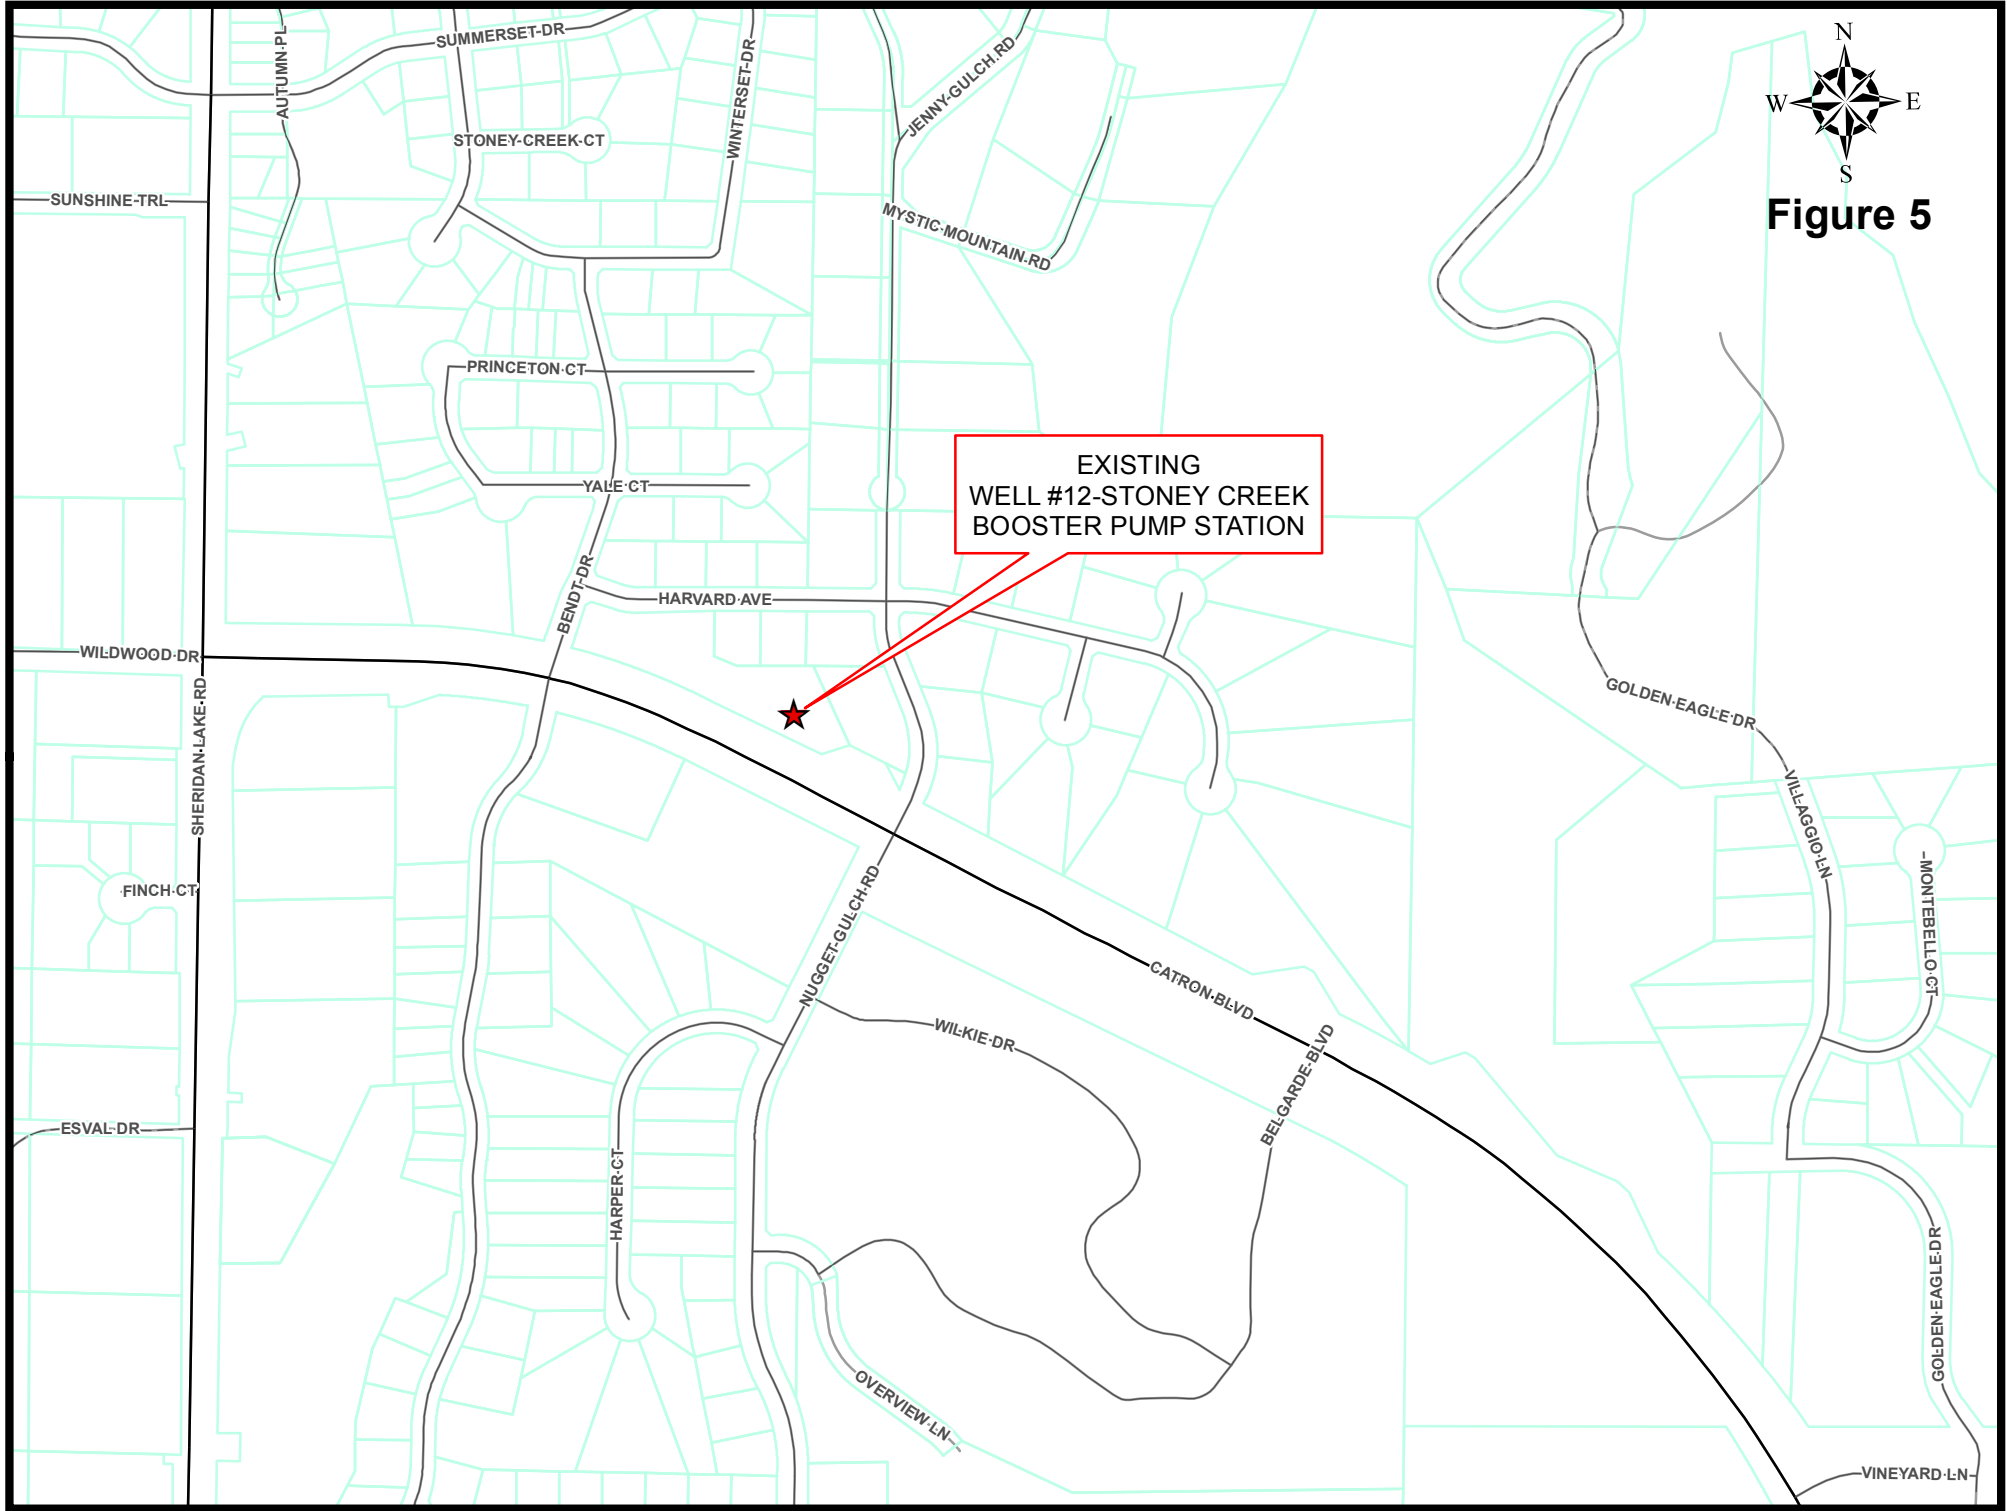 N
W E
S
Figure 5
SUMMERSET DR
AUTUMN PL
WINTERSET DR
JENNY GULCH RD
STONEY CREEK CT
SUNSHINE TRL
MYSTIC MOUNTAIN RD
PRINCETON CT
YALE CT
EXISTING
WELL #12-STONEY CREEK
BOOSTER PUMP STATION
BENDT DR
HARVARD AVE
WILDWOOD DR
SHERIDAN LAKE RD
GOLDEN EAGLE DR
VILLAGGIO LN
FINCH CT
MONTEBELLO CT
NUGGET GULCH RD
CATRON BLVD
WILKIE DR
BELGARDE BLVD
ESVAL DR
HARPER CT
GOLDEN EAGLE DR
OVERVIEW LN
VINEYARD LN